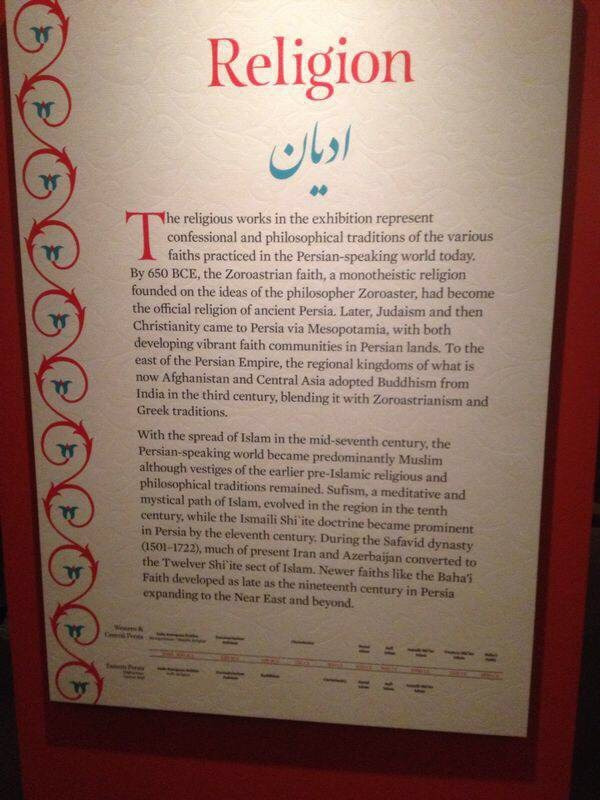 Religion
ادیان
The religious works in the exhibition represent
confessional and philosophical traditions of the various
faiths practiced in the Persian-speaking world today.
By 650 BCE, the Zoroastrian faith, a monotheistic religion
founded on the ideas of the philosopher Zoroaster, had become
the official religion of ancient Persia. Later, Judaism and then
Christianity came to Persia via Mesopotamia, with both
developing vibrant faith communities in Persian lands. To the
east of the Persian Empire, the regional kingdoms of what is
now Afghanistan and Central Asia adopted Buddhism from
India in the third century, blending it with Zoroastrianism and
Greek traditions.
With the spread of Islam in the mid-seventh century, the
Persian-speaking world became predominantly Muslim
although vestiges of the earlier pre-Islamic religious and
philosophical traditions remained. Sufism, a meditative and
mystical path of Islam, evolved in the region in the tenth
century, while the Ismaili Shi`ite doctrine became prominent
in Persia by the eleventh century. During the Safavid dynasty
(1501–1722), much of present Iran and Azerbaijan converted to
the Twelver Shi`ite sect of Islam. Newer faiths like the Baha'i
Faith developed as late as the nineteenth century in Persia
expanding to the Near East and beyond.
Western &
Central Persia
Eastern Persia